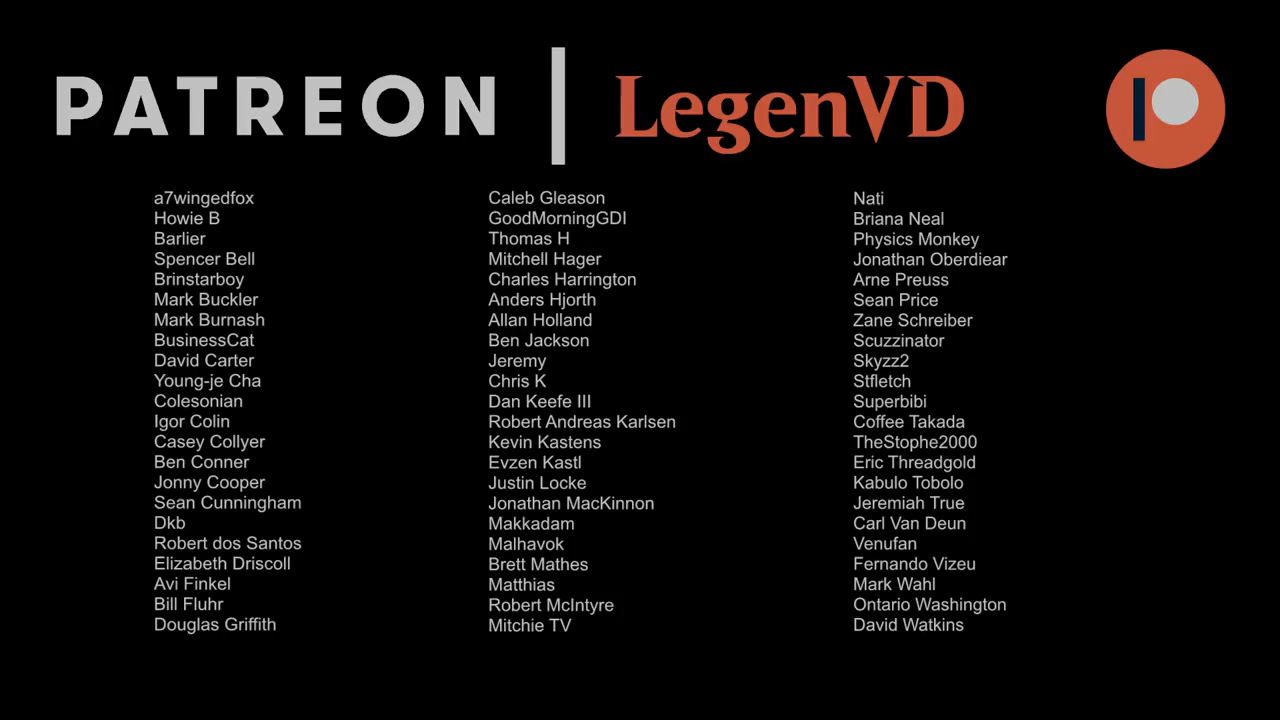 PATREON | LegenVD
a7wingedfox
Howie B
Barlier
Spencer Bell
Brinstarboy
Mark Buckler
Mark Burnash
BusinessCat
David Carter
Young-je Cha
Colesonian
Igor Colin
Casey Collyer
Ben Conner
Jonny Cooper
Sean Cunningham
Dkb
Robert dos Santos
Elizabeth Driscoll
Avi Finkel
Bill Fluhr
Douglas Griffith
Caleb Gleason
GoodMorningGDI
Thomas H
Mitchell Hager
Charles Harrington
Anders Hjorth
Allan Holland
Ben Jackson
Jeremy
Chris K
Dan Keefe III
Robert Andreas Karlsen
Kevin Kastens
Evzen Kastl
Justin Locke
Jonathan MacKinnon
Makkadam
Malhavok
Brett Mathes
Matthias
Robert McIntyre
Mitchie TV
Nati
Briana Neal
Physics Monkey
Jonathan Oberdiear
Arne Preuss
Sean Price
Zane Schreiber
Scuzzinator
Skyzz2
Stfletch
Superbibi
Coffee Takada
TheStophe2000
Eric Threadgold
Kabulo Tobolo
Jeremiah True
Carl Van Deun
Venufan
Fernando Vizeu
Mark Wahl
Ontario Washington
David Watkins